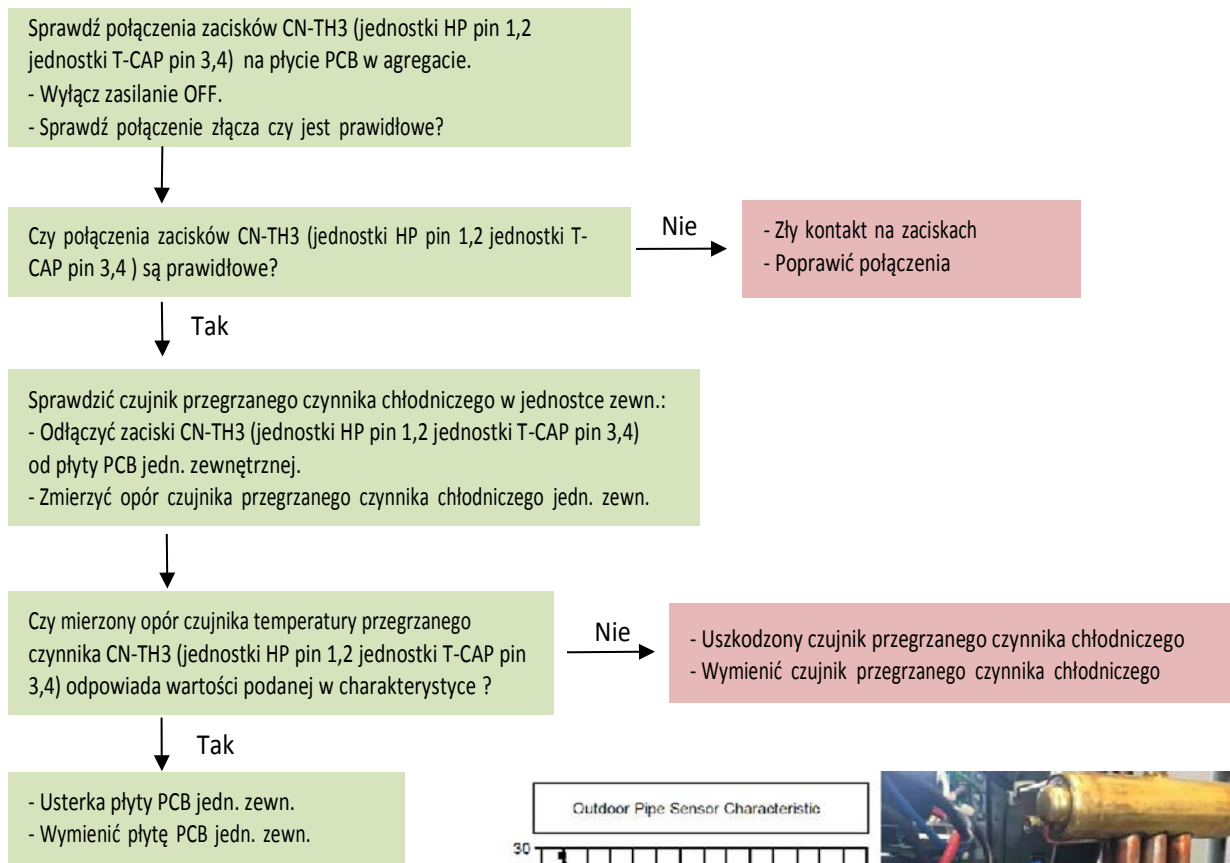 Sprawdź połączenia zacisków CN-TH3 (jednostki HP pin 1,2
jednostki T-CAP pin 3,4) na płycie PCB w agregacie.
- Wyłącz zasilanie OFF.
- Sprawdź połączenie złącza czy jest prawidłowe?
Czy połączenia zacisków CN-TH3 (jednostki HP pin 1,2 jednostki T-
CAP pin 3,4 ) są prawidłowe?
Nie
- Zły kontakt na zaciskach
- Poprawić połączenia
Tak
Sprawdzić czujnik przegrzanego czynnika chłodniczego w jednostce zewn.:
- Odłączyć zaciski CN-TH3 (jednostki HP pin 1,2 jednostki T-CAP pin 3,4)
od płyty PCB jedn. zewnętrznej.
- Zmierzyć opór czujnika przegrzanego czynnika chłodniczego jedn. zewn.
Czy mierzony opór czujnika temperatury przegrzanego
czynnika CN-TH3 (jednostki HP pin 1,2 jednostki T-CAP pin
3,4) odpowiada wartości podanej w charakterystyce ?
Nie
- Uszkodzony czujnik przegrzanego czynnika chłodniczego
- Wymienić czujnik przegrzanego czynnika chłodniczego
Tak
- Usterka płyty PCB jedn. zewn.
- Wymienić płytę PCB jedn. zewn.
Outdoor Pipe Sensor Characteristic
30